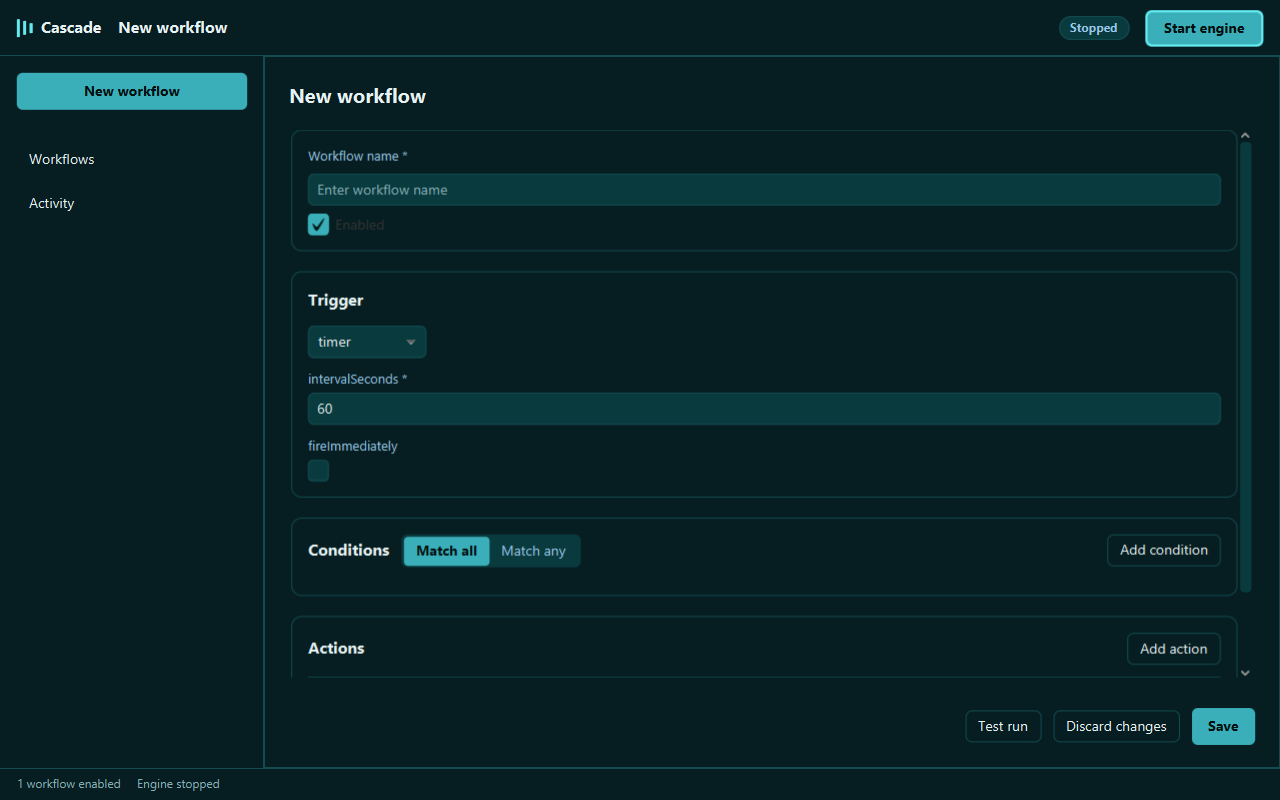 Cascade New workflow Stopped Start engine
New workflow
Workflows
Activity
New workflow
Workflow name *
Enter workflow name
Enabled
Trigger
timer
intervalSeconds *
60
fireImmediately
Conditions Match all Match any Add condition
Actions Add action
Test run Discard changes Save
1 workflow enabled Engine stopped